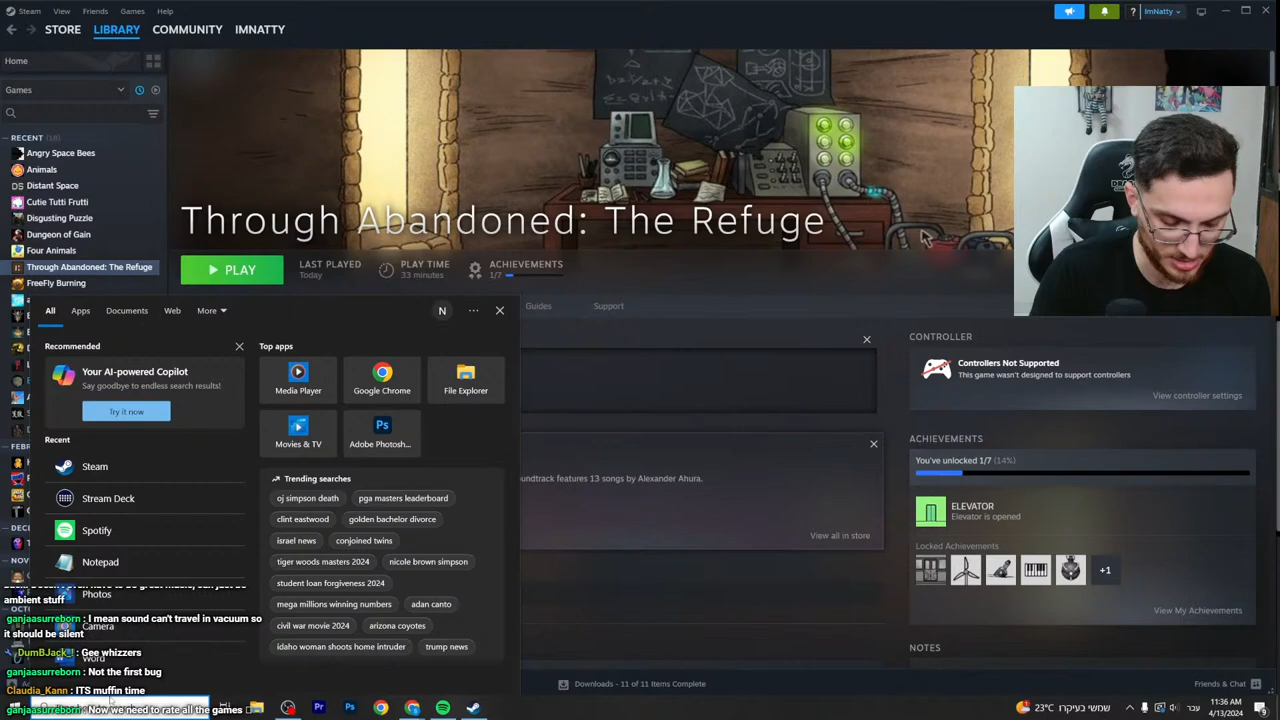 Steam View Friends Games Help
? ImNatty
STORE LIBRARY COMMUNITY IMNATTY
Home
Games
RECENT (18)
Angry Space Bees
Animals
Distant Space
Cutie Tutti Frutti
Disgusting Puzzle
Dungeon of Gain
Four Animals
Through Abandoned: The Refuge
FreeFly Burning
Through Abandoned: The Refuge
PLAY
LAST PLAYED
Today
PLAY TIME
33 minutes
ACHIEVEMENTS
1/7
Guides Support
All Apps Documents Web More
N
Recommended
Your AI-powered Copilot
Say goodbye to endless search results!
Try it now
Recent
Steam
Stream Deck
Spotify
Notepad
Photos
Camera
Word
Top apps
Media Player Google Chrome File Explorer
Movies & TV Adobe Photosh...
Trending searches
oj simpson death pga masters leaderboard
clint eastwood golden bachelor divorce
israel news conjoined twins
tiger woods masters 2024 nicole brown simpson
student loan forgiveness 2024
mega millions winning numbers adan canto
civil war movie 2024 arizona coyotes
idaho woman shoots home intruder trump news
undtrack features 13 songs by Alexander Ahura.
View all in store
CONTROLLER
Controllers Not Supported
This game wasn't designed to support controllers
View controller settings
ACHIEVEMENTS
You've unlocked 1/7 (14%)
ELEVATOR
Elevator is opened
Locked Achievements
+1
View My Achievements
NOTES
ambient stuff
ganjaasurreborn : I mean sound can't travel in vacuum so
it should be silent
DumBJack : Gee whizzers
ganjaasurreborn : Not the first bug
Claudia_Kann : ITS muffin time
ganjaasurreborn : Now we need to rate all the games
Downloads - 11 of 11 Items Complete
Friends & Chat
Pr Ps
23°C שמשי בעיקרו
עבר
11:36 AM
4/13/2024
9